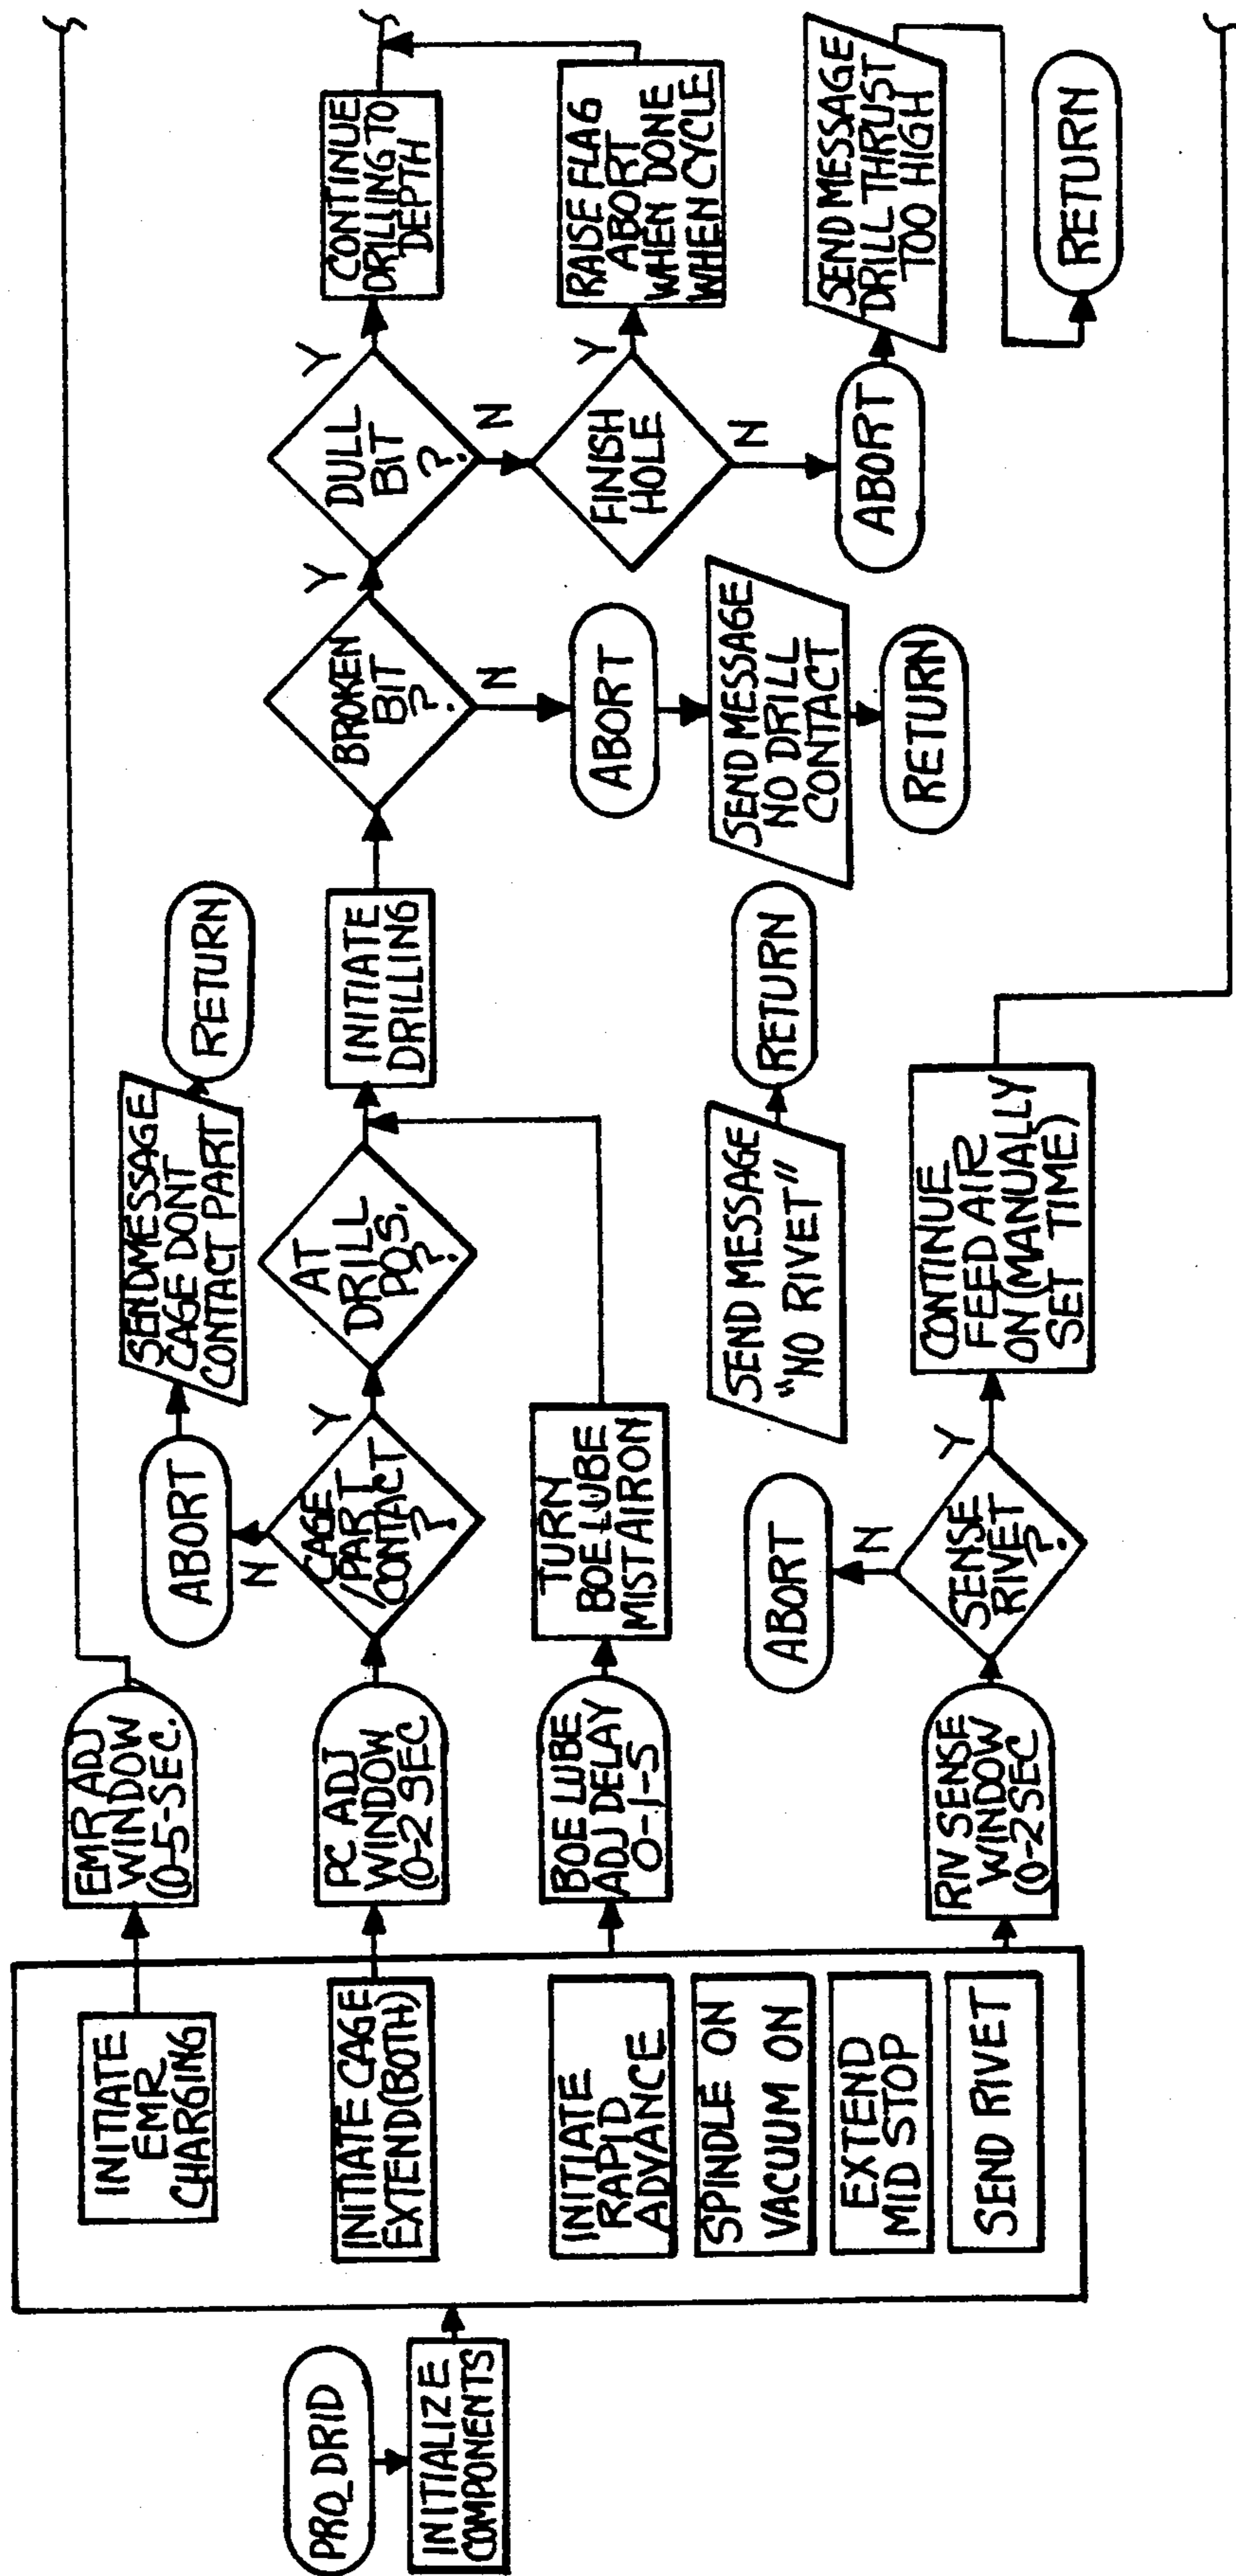 PRO_DRID
INITIALIZE
COMPONENTS
INITIATE
EMR
CHARGING
INITIATE CAGE
EXTEND(BOTH)
INITIATE
RAPID
ADVANCE
SPINDLE ON
VACUUM ON
EXTEND
MID STOP
SEND RIVET
EMR ADJ
WINDOW
(0-5-SEC.
PC ADJ
WINDOW
(0-2 SEC
BOE LUBE
ADJ DELAY
0-1-S
RIV SENSE
WINDOW
(0-2SEC
ABORT
N
CAGE
/PART
CONTACT
?
Y
SEND MESSAGE
CAGE DONT
CONTACT PART
RETURN
AT
DRILL
POS.
?
TURN
BOELUBE
MISTAIRON
INITIATE
DRILLING
ABORT
N
SENSE
RIVET
?
Y
SEND MESSAGE
"NO RIVET"
RETURN
CONTINUE
FEED AIR
ON (MANUALLY
SET TIME)
BROKEN
BIT
?
Y
N
ABORT
SEND MESSAGE
NO DRILL
CONTACT
RETURN
DULL
BIT
?
Y
N
CONTINUE
DRILLING TO
DEPTH
FINISH
HOLE
Y
N
RAISE FLAG
ABORT
WHEN DONE
WHEN CYCLE
ABORT
SEND MESSAGE
DRILL THRUST
TOO HIGH
RETURN